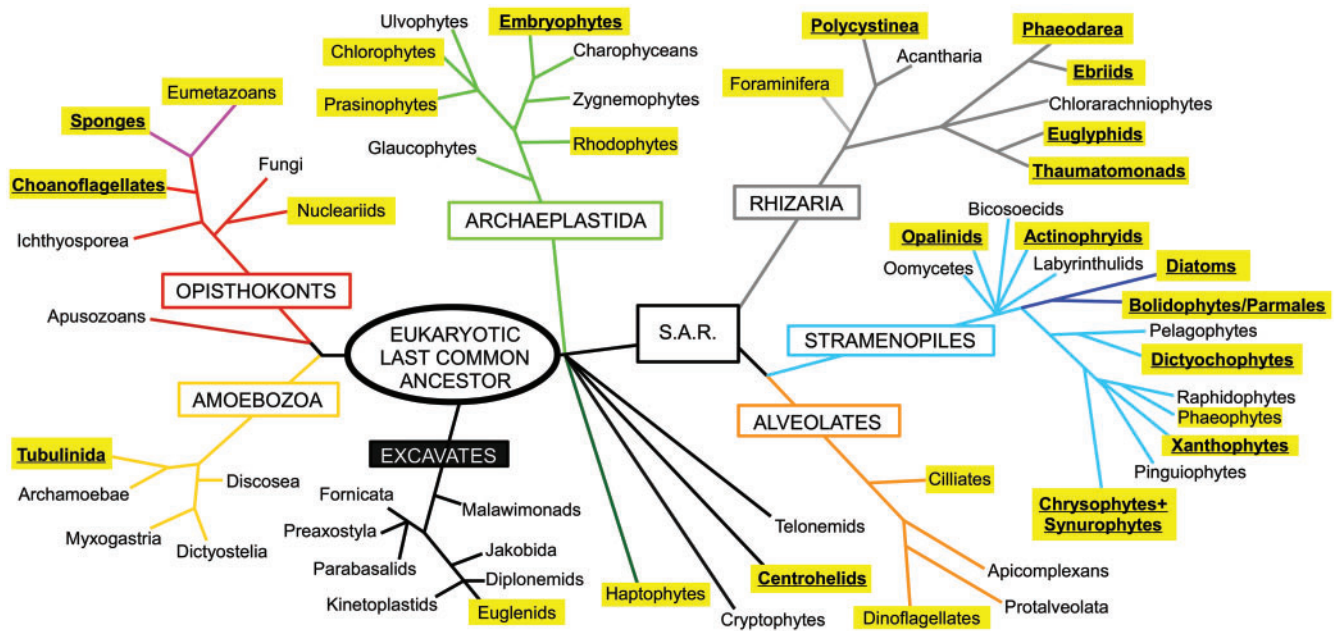 Ulvophytes
Embryophytes
Chlorophytes
Charophyceans
Prasinophytes
Zygnemophytes
Glaucophytes
Rhodophytes
ARCHAEPLASTIDA
Polycystinea
Acantharia
Foraminifera
Phaeodarea
Ebriids
Chlorarachniophytes
Euglyphids
Thaumatomonads
RHIZARIA
Eumetazoans
Sponges
Fungi
Choanoflagellates
Nucleariids
Ichthyosporea
OPISTHOKONTS
Apusozoans
EUKARYOTIC
LAST COMMON
ANCESTOR
S.A.R.
Bicosoecids
Opalinids
Actinophryids
Oomycetes
Labyrinthulids
Diatoms
Bolidophytes/Parmales
STRAMENOPILES
Pelagophytes
Dictyochophytes
Raphidophytes
Phaeophytes
Xanthophytes
Pinguiophytes
Chrysophytes+
Synurophytes
AMOEBOZOA
Tubulinida
Archamoebae
Discosea
Myxogastria
Dictyostelia
EXCAVATES
Fornicata
Malawimonads
Preaxostyla
Jakobida
Parabasalids
Diplonemids
Kinetoplastids
Euglenids
Haptophytes
Cryptophytes
Centrohelids
Telonemids
ALVEOLATES
Cilliates
Apicomplexans
Protalveolata
Dinoflagellates